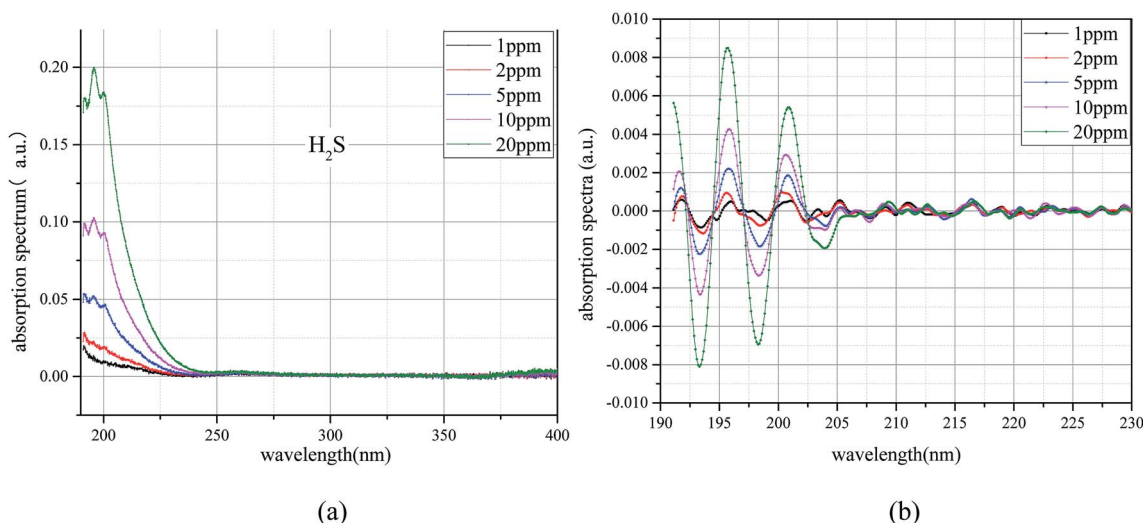 0.20
0.15
0.10
0.05
0.00
absorption spectrum( a.u.)
1ppm
2ppm
5ppm
10ppm
20ppm
H₂S
200
250
300
350
400
wavelength(nm)
(a)
0.010
0.008
0.006
0.004
0.002
0.000
-0.002
-0.004
-0.006
-0.008
-0.010
absorption spectra (a.u.)
1ppm
2ppm
5ppm
10ppm
20ppm
190
195
200
205
210
215
220
225
230
wavelength(nm)
(b)